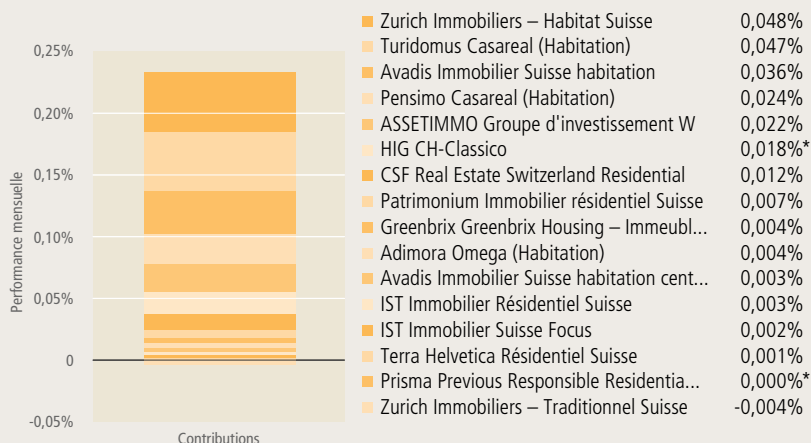 Performance mensuelle
0,25%
0,20%
0,15%
0,10%
0,05%
0
-0,05%
Contributions
Zurich Immobiliers – Habitat Suisse 0,048%
Turidomus Casareal (Habitation) 0,047%
Avadis Immobilier Suisse habitation 0,036%
Pensimo Casareal (Habitation) 0,024%
ASSETIMMO Groupe d'investissement W 0,022%
HIG CH-Classico 0,018%*
CSF Real Estate Switzerland Residential 0,012%
Patrimonium Immobilier résidentiel Suisse 0,007%
Greenbrix Greenbrix Housing – Immeubl... 0,004%
Adimora Omega (Habitation) 0,004%
Avadis Immobilier Suisse habitation cent... 0,003%
IST Immobilier Résidentiel Suisse 0,003%
IST Immobilier Suisse Focus 0,002%
Terra Helvetica Résidentiel Suisse 0,001%
Prisma Previous Responsible Residentia... 0,000%*
Zurich Immobiliers – Traditionnel Suisse -0,004%